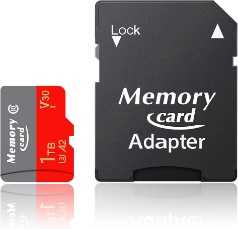 Lock
Memory
card
Adapter
Memory
card
V30
I
1TB
U3 A2